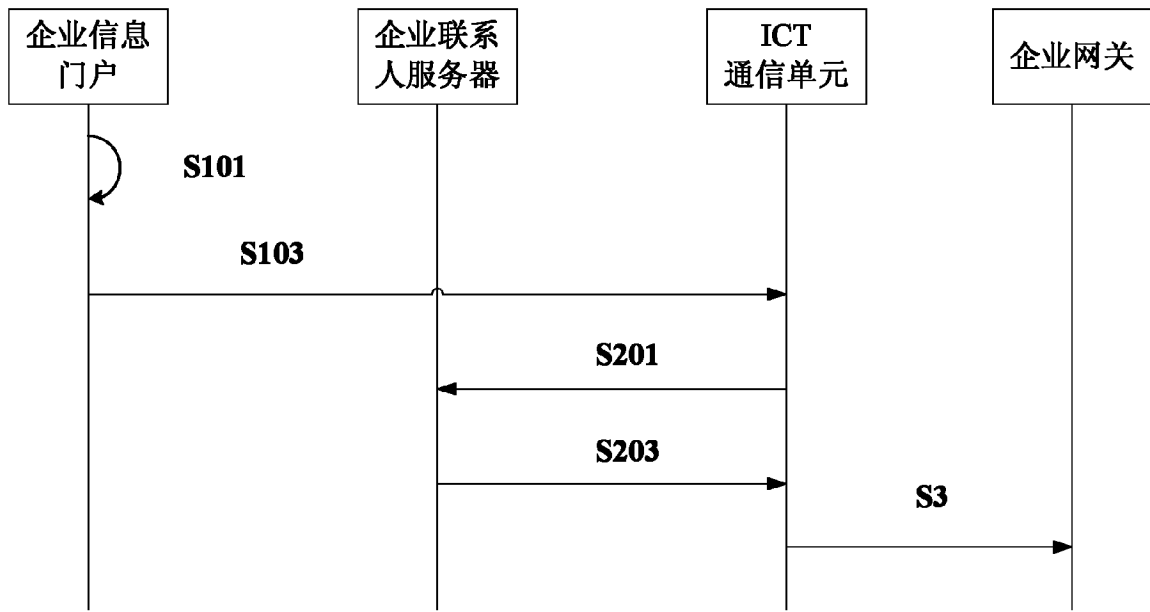 企业信息
门户
企业联系
人服务器
ICT
通信单元
企业网关
S101
S103
S201
S203
S3